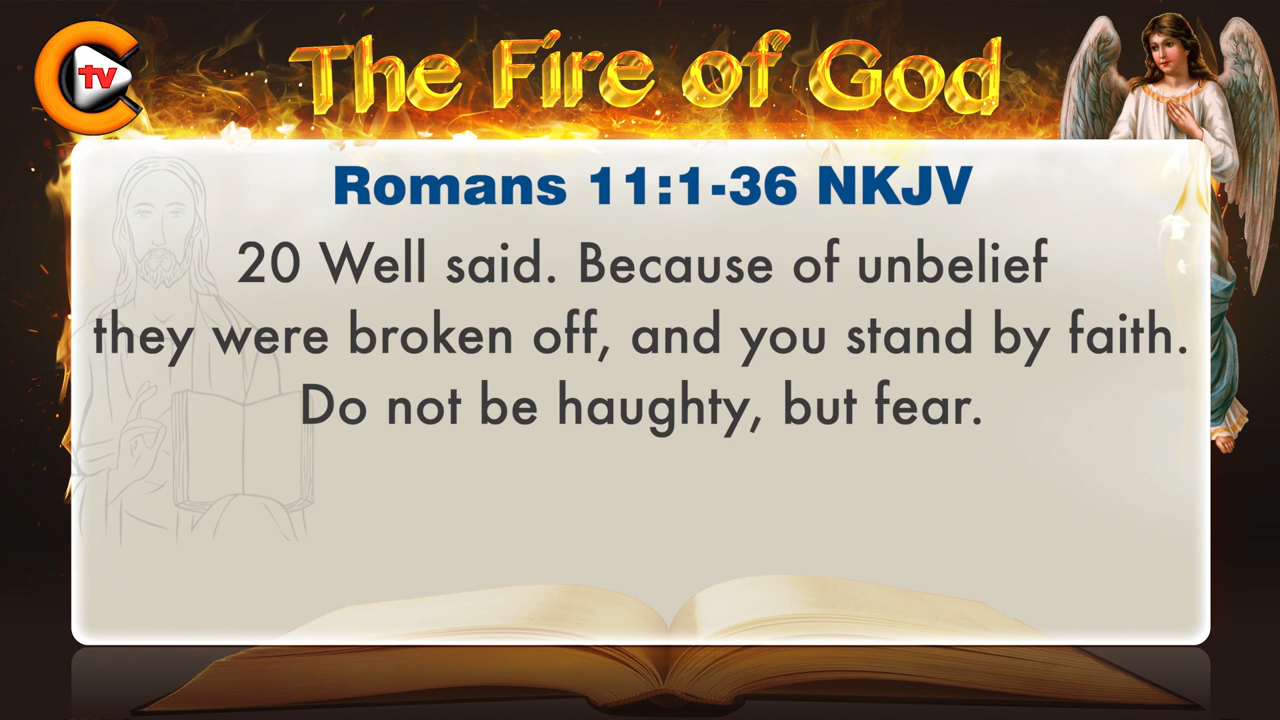 tv
The Fire of God
Romans 11:1-36 NKJV
20 Well said. Because of unbelief
they were broken off, and you stand by faith.
Do not be haughty, but fear.